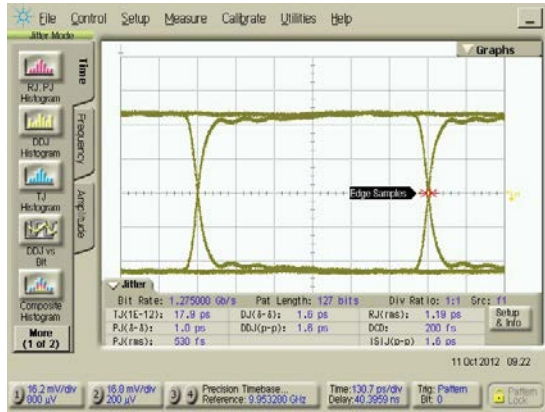 File Control Setup Measure Calibrate Utilities Help
Jitter Mode
Graphs
Time
RJ, PJ
Histogram
Frequency
DDJ
Histogram
Amplitude
TJ
Histogram
Edge Samples
DDJ vs
Bit
Composite
Histogram
More
(1 of 2)
Jitter
Bit Rate: 1.275000 Gb/s Pat Length: 127 bits Div Ratio: 1:1 Src: f1
TJ(1E-12): 17.9 ps DJ(δ-δ): 1.6 ps RJ(rms): 1.19 ps
PJ(δ-δ): 1.0 ps DDJ(p-p): 1.6 ps DCD: 200 fs
PJ(rms): 530 fs ISIJ(p-p) 1.6 ps
Setup
& Info
11 Oct 2012 09:22
1 16.2 mV/div
800 µV
2 16.0 mV/div
200 µV
3 4 Precision Timebase...
Reference: 9.953280 GHz
Time:130.7 ps/div
Delay:40.3959 ns
Trig: Pattern
Bit: 0
Pattern
Lock